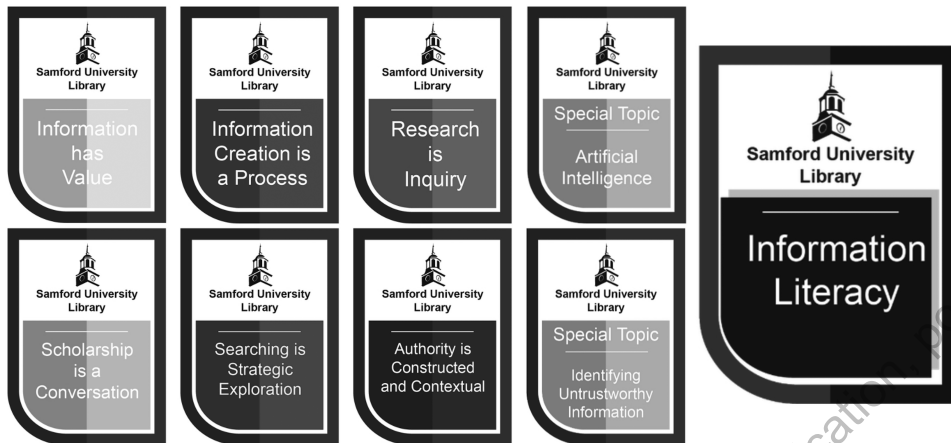 Samford University
Library
Information
has
Value
Samford University
Library
Information
Creation is
a Process
Samford University
Library
Research
is
Inquiry
Samford University
Library
Special Topic
Artificial
Intelligence
Samford University
Library
Scholarship
is a
Conversation
Samford University
Library
Searching is
Strategic
Exploration
Samford University
Library
Authority is
Constructed
and Contextual
Samford University
Library
Special Topic
Identifying
Untrustworthy
Information
Samford University
Library
Information
Literacy